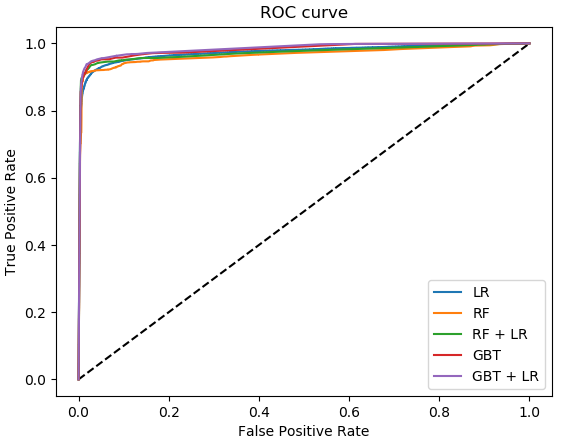 ROC curve
True Positive Rate
1.0
0.8
0.6
0.4
0.2
0.0
LR
RF
RF + LR
GBT
GBT + LR
0.0 0.2 0.4 0.6 0.8 1.0
False Positive Rate